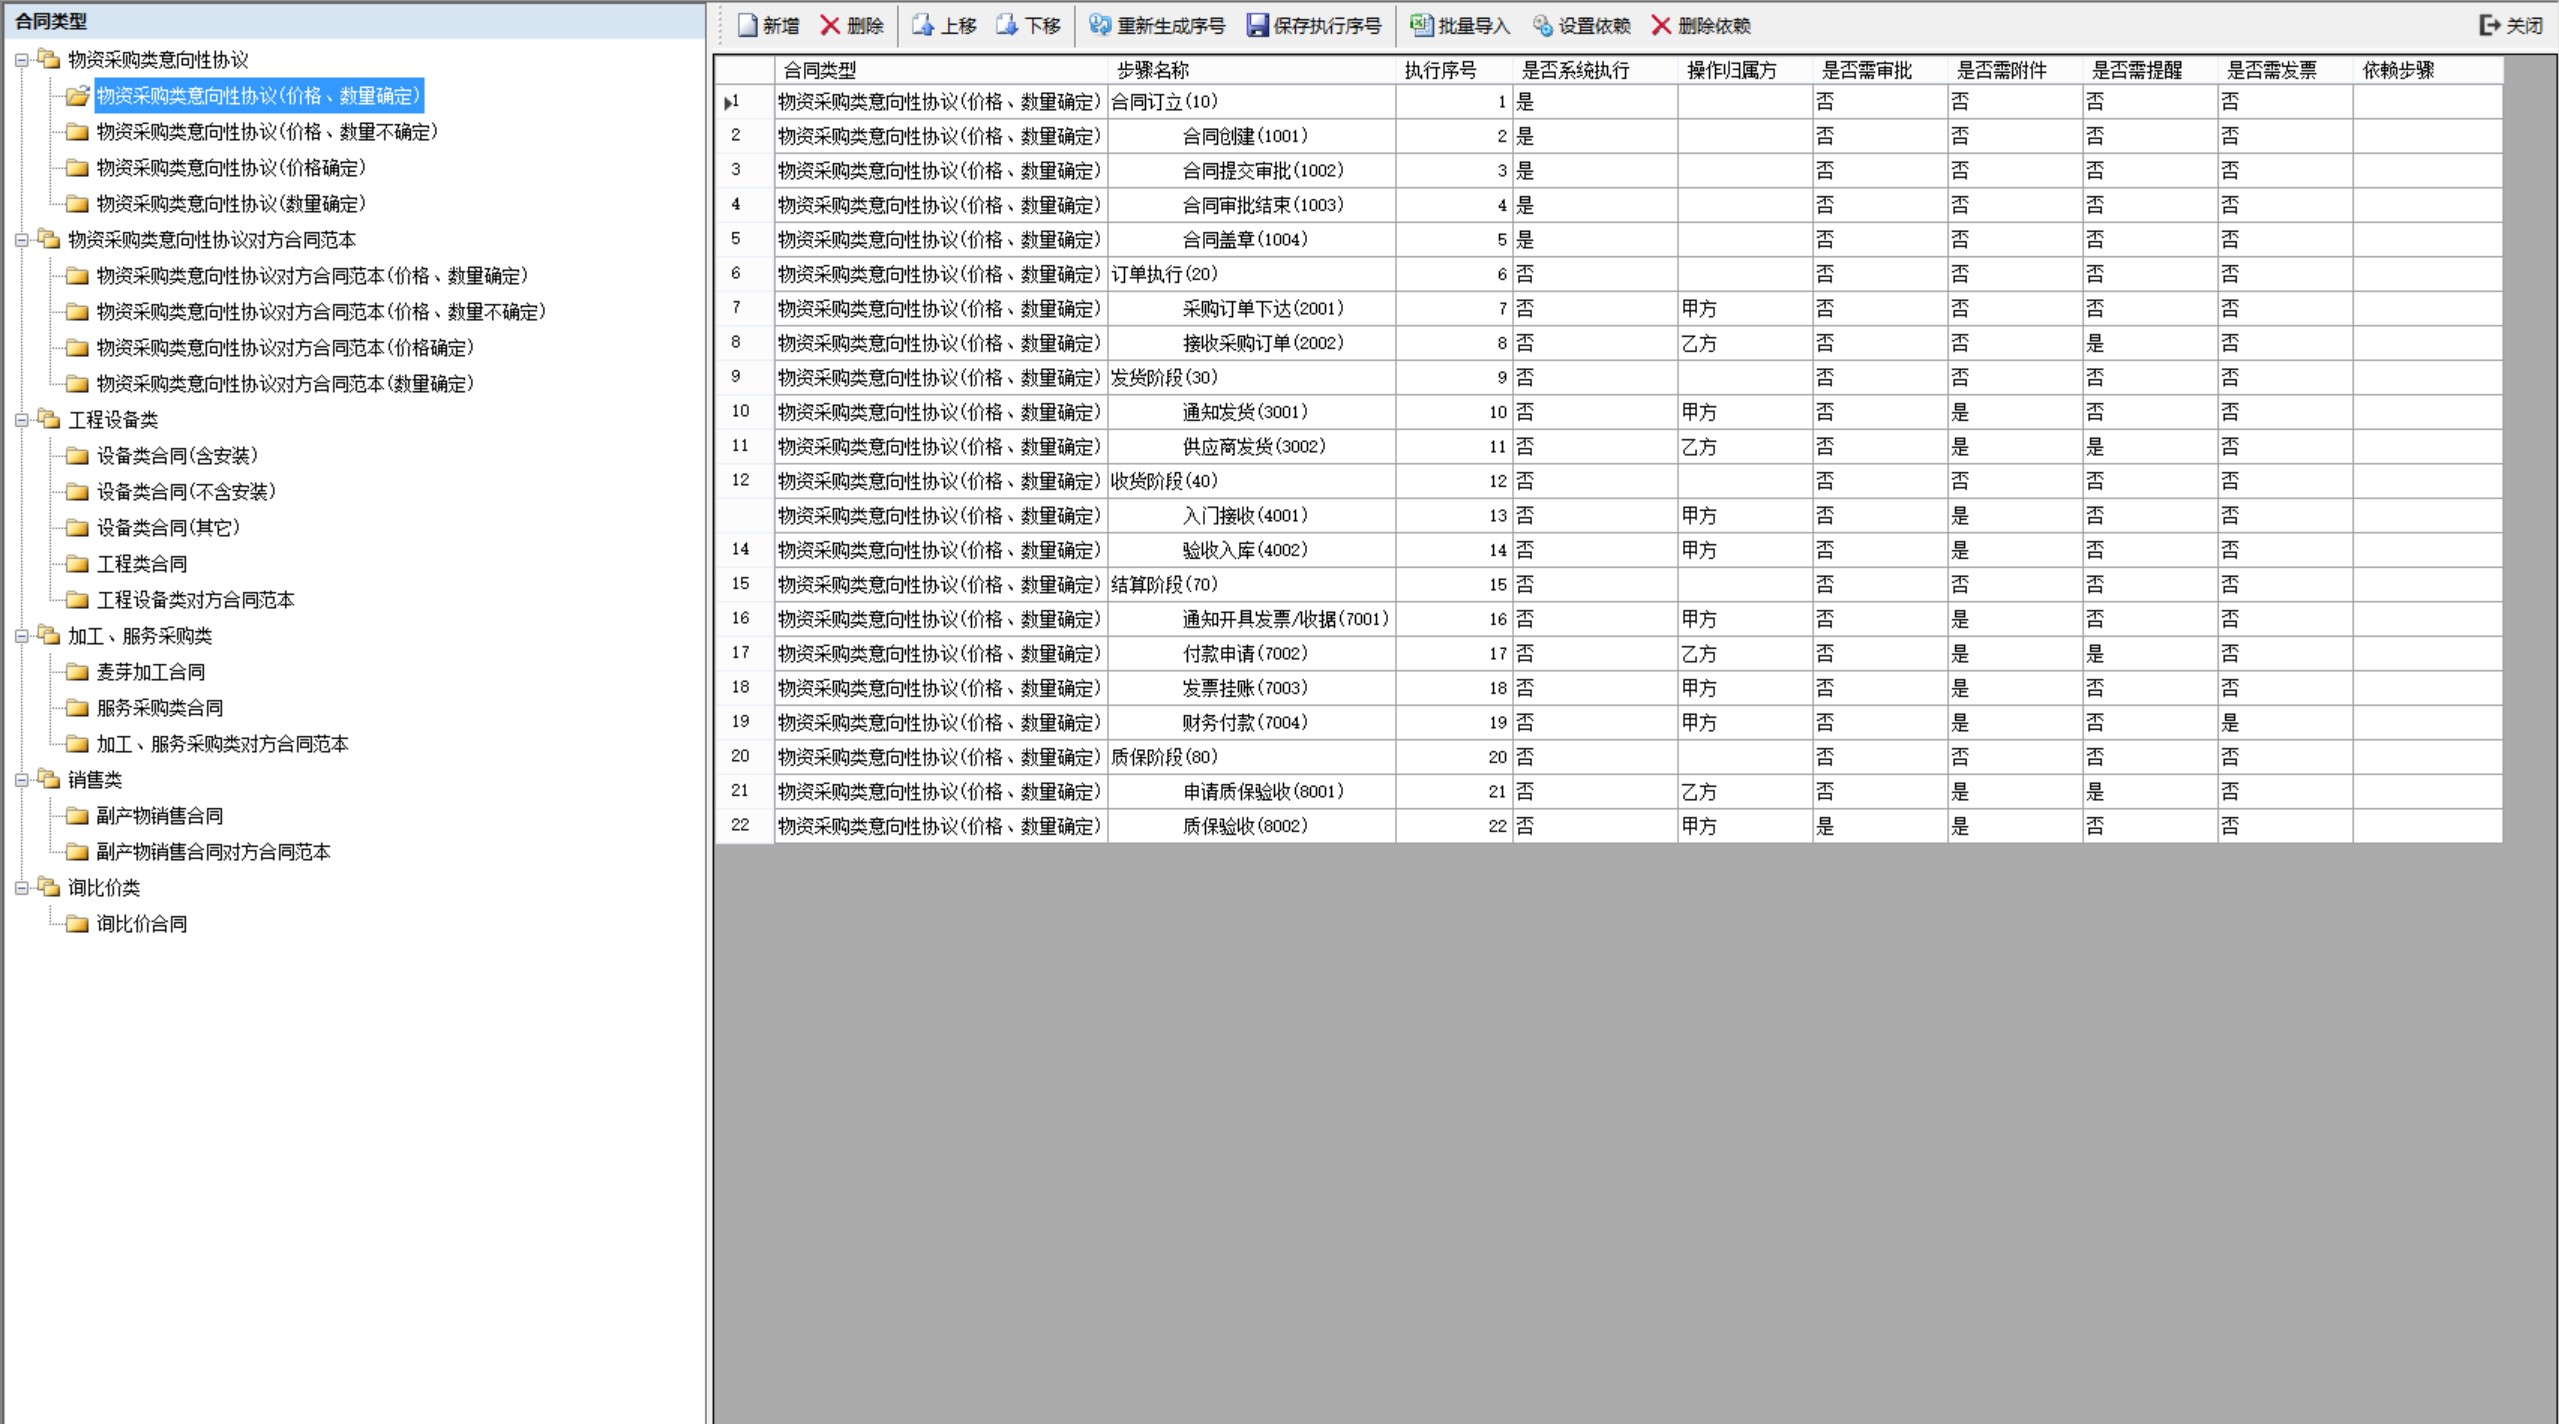 合同类型
物资采购类意向性协议
物资采购类意向性协议(价格、数量确定)
物资采购类意向性协议(价格、数量不确定)
物资采购类意向性协议(价格确定)
物资采购类意向性协议(数量确定)
物资采购类意向性协议对方合同范本
物资采购类意向性协议对方合同范本(价格、数量确定)
物资采购类意向性协议对方合同范本(价格、数量不确定)
物资采购类意向性协议对方合同范本(价格确定)
物资采购类意向性协议对方合同范本(数量确定)
工程设备类
设备类合同(含安装)
设备类合同(不含安装)
设备类合同(其它)
工程类合同
工程设备类对方合同范本
加工、服务采购类
麦芽加工合同
服务采购类合同
加工、服务采购类对方合同范本
销售类
副产物销售合同
副产物销售合同对方合同范本
询比价类
询比价合同
新增 删除 上移 下移 重新生成序号 保存执行序号 批量导入 设置依赖 删除依赖 关闭
合同类型 步骤名称 执行序号 是否系统执行 操作归属方 是否需审批 是否需附件 是否需提醒 是否需发票 依赖步骤
1 物资采购类意向性协议(价格、数量确定) 合同订立(10) 1 是 否 否 否 否
2 物资采购类意向性协议(价格、数量确定) 合同创建(1001) 2 是 否 否 否 否
3 物资采购类意向性协议(价格、数量确定) 合同提交审批(1002) 3 是 否 否 否 否
4 物资采购类意向性协议(价格、数量确定) 合同审批结束(1003) 4 是 否 否 否 否
5 物资采购类意向性协议(价格、数量确定) 合同盖章(1004) 5 是 否 否 否 否
6 物资采购类意向性协议(价格、数量确定) 订单执行(20) 6 否 否 否 否 否
7 物资采购类意向性协议(价格、数量确定) 采购订单下达(2001) 7 否 甲方 否 否 否 否
8 物资采购类意向性协议(价格、数量确定) 接收采购订单(2002) 8 否 乙方 否 否 是 否
9 物资采购类意向性协议(价格、数量确定) 发货阶段(30) 9 否 否 否 否 否
10 物资采购类意向性协议(价格、数量确定) 通知发货(3001) 10 否 甲方 否 是 否 否
11 物资采购类意向性协议(价格、数量确定) 供应商发货(3002) 11 否 乙方 否 是 是 否
12 物资采购类意向性协议(价格、数量确定) 收货阶段(40) 12 否 否 否 否 否
物资采购类意向性协议(价格、数量确定) 入门接收(4001) 13 否 甲方 否 是 否 否
14 物资采购类意向性协议(价格、数量确定) 验收入库(4002) 14 否 甲方 否 是 否 否
15 物资采购类意向性协议(价格、数量确定) 结算阶段(70) 15 否 否 否 否 否
16 物资采购类意向性协议(价格、数量确定) 通知开具发票/收据(7001) 16 否 甲方 否 是 否 否
17 物资采购类意向性协议(价格、数量确定) 付款申请(7002) 17 否 乙方 否 是 是 否
18 物资采购类意向性协议(价格、数量确定) 发票挂账(7003) 18 否 甲方 否 是 否 否
19 物资采购类意向性协议(价格、数量确定) 财务付款(7004) 19 否 甲方 否 是 否 是
20 物资采购类意向性协议(价格、数量确定) 质保阶段(80) 20 否 否 否 否 否
21 物资采购类意向性协议(价格、数量确定) 申请质保验收(8001) 21 否 乙方 否 是 是 否
22 物资采购类意向性协议(价格、数量确定) 质保验收(8002) 22 否 甲方 是 是 否 否